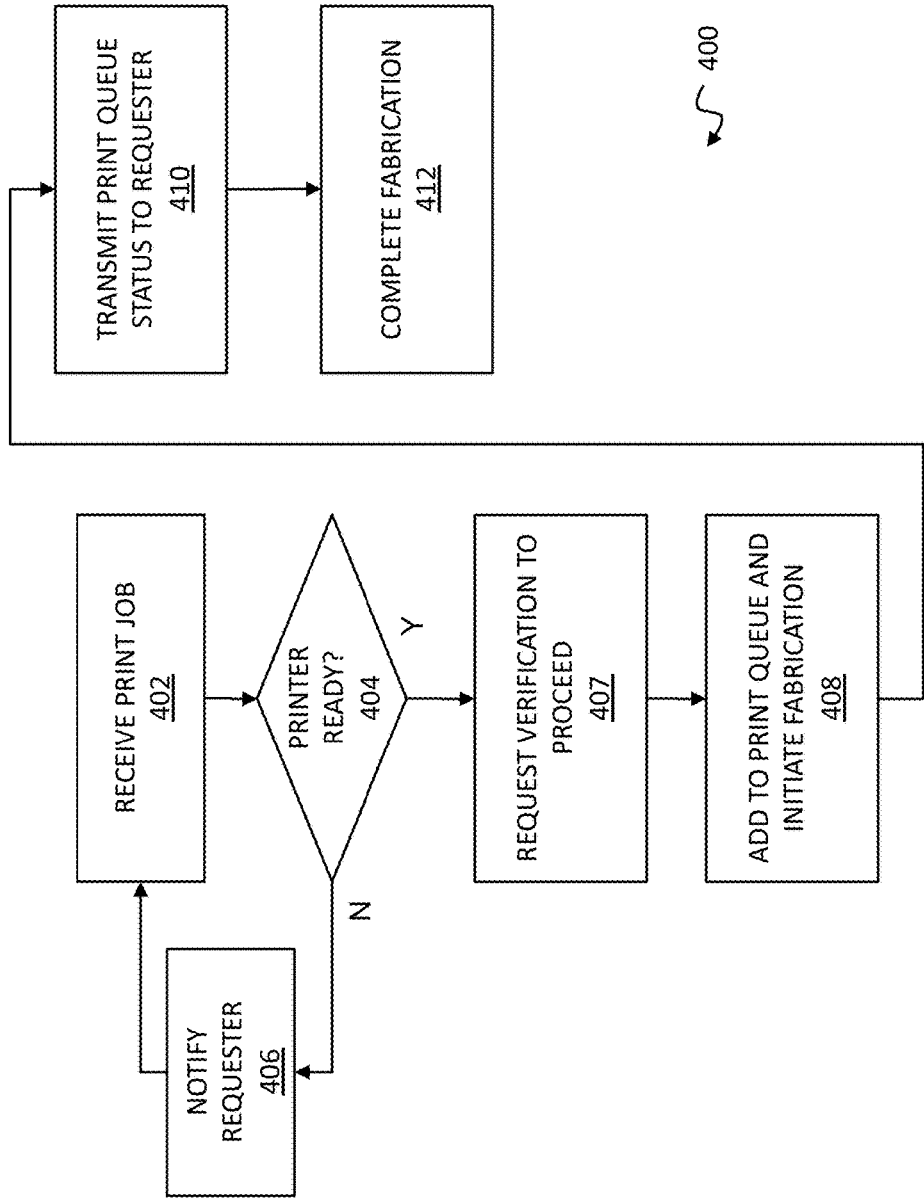 RECEIVE PRINT JOB
402
PRINTER
READY?
404
N
Y
NOTIFY
REQUESTER
406
REQUEST VERIFICATION TO
PROCEED
407
ADD TO PRINT QUEUE AND
INITIATE FABRICATION
408
TRANSMIT PRINT QUEUE
STATUS TO REQUESTER
410
COMPLETE FABRICATION
412
400